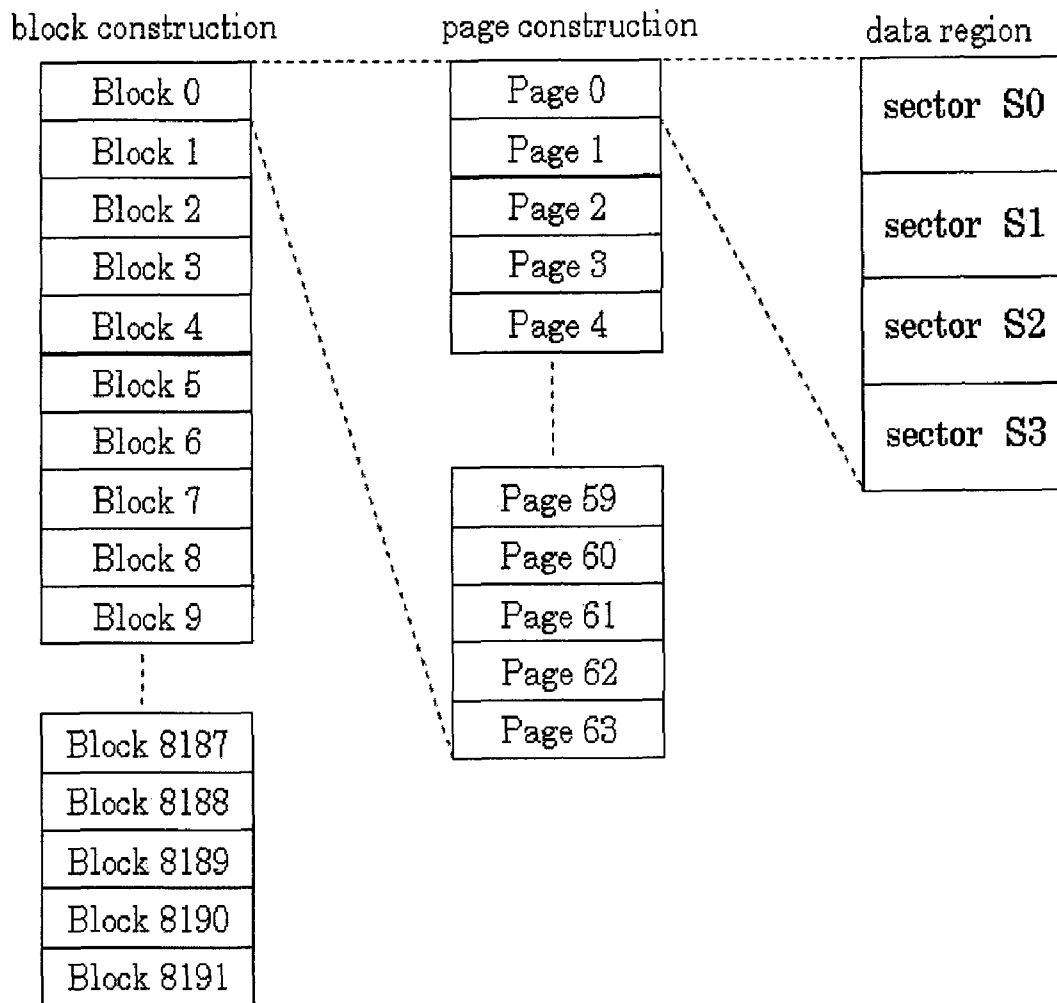 block construction
Block 0
Block 1
Block 2
Block 3
Block 4
Block 5
Block 6
Block 7
Block 8
Block 9
Block 8187
Block 8188
Block 8189
Block 8190
Block 8191
page construction
Page 0
Page 1
Page 2
Page 3
Page 4
Page 59
Page 60
Page 61
Page 62
Page 63
data region
sector S0
sector S1
sector S2
sector S3